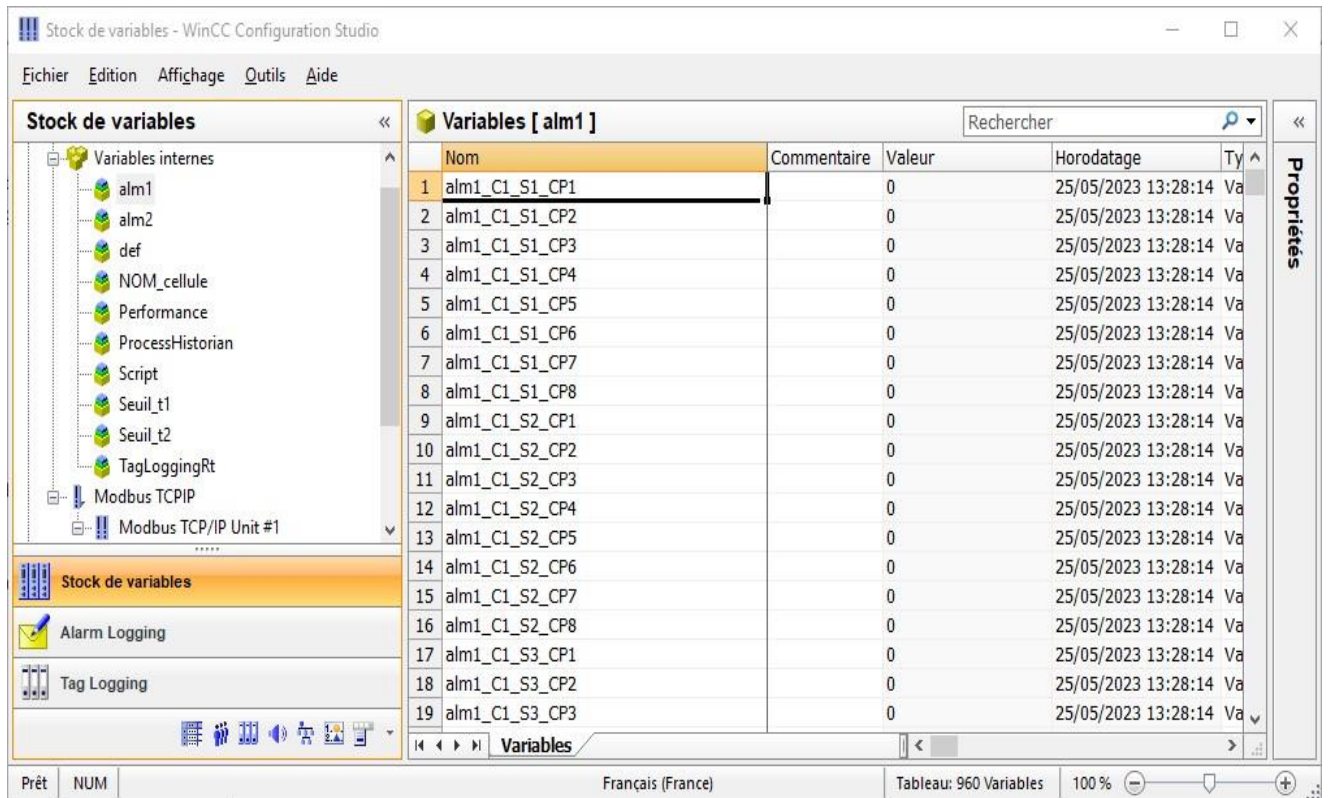 Stock de variables - WinCC Configuration Studio
Fichier Edition Affichage Outils Aide
Stock de variables «
Variables internes
alm1
alm2
def
NOM_cellule
Performance
ProcessHistorian
Script
Seuil_t1
Seuil_t2
TagLoggingRt
Modbus TCPIP
Modbus TCP/IP Unit #1
Stock de variables
Alarm Logging
Tag Logging
Variables [ alm1 ] Rechercher
Nom Commentaire Valeur Horodatage Ty
1 alm1_C1_S1_CP1 0 25/05/2023 13:28:14 Va
2 alm1_C1_S1_CP2 0 25/05/2023 13:28:14 Va
3 alm1_C1_S1_CP3 0 25/05/2023 13:28:14 Va
4 alm1_C1_S1_CP4 0 25/05/2023 13:28:14 Va
5 alm1_C1_S1_CP5 0 25/05/2023 13:28:14 Va
6 alm1_C1_S1_CP6 0 25/05/2023 13:28:14 Va
7 alm1_C1_S1_CP7 0 25/05/2023 13:28:14 Va
8 alm1_C1_S1_CP8 0 25/05/2023 13:28:14 Va
9 alm1_C1_S2_CP1 0 25/05/2023 13:28:14 Va
10 alm1_C1_S2_CP2 0 25/05/2023 13:28:14 Va
11 alm1_C1_S2_CP3 0 25/05/2023 13:28:14 Va
12 alm1_C1_S2_CP4 0 25/05/2023 13:28:14 Va
13 alm1_C1_S2_CP5 0 25/05/2023 13:28:14 Va
14 alm1_C1_S2_CP6 0 25/05/2023 13:28:14 Va
15 alm1_C1_S2_CP7 0 25/05/2023 13:28:14 Va
16 alm1_C1_S2_CP8 0 25/05/2023 13:28:14 Va
17 alm1_C1_S3_CP1 0 25/05/2023 13:28:14 Va
18 alm1_C1_S3_CP2 0 25/05/2023 13:28:14 Va
19 alm1_C1_S3_CP3 0 25/05/2023 13:28:14 Va
Variables
«
Propriétés
Prêt NUM Français (France) Tableau: 960 Variables 100 %